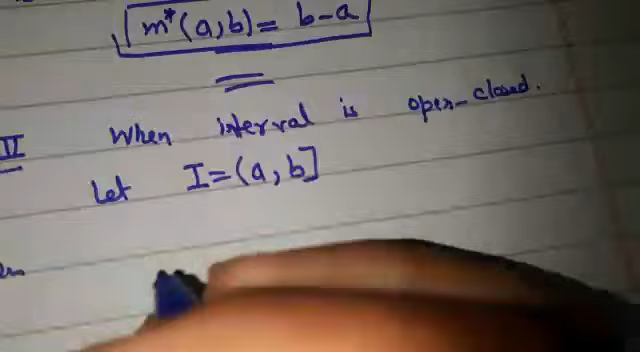 m*(a,b) = b-a
II When interval is open-closed.
Let I=(a, b]